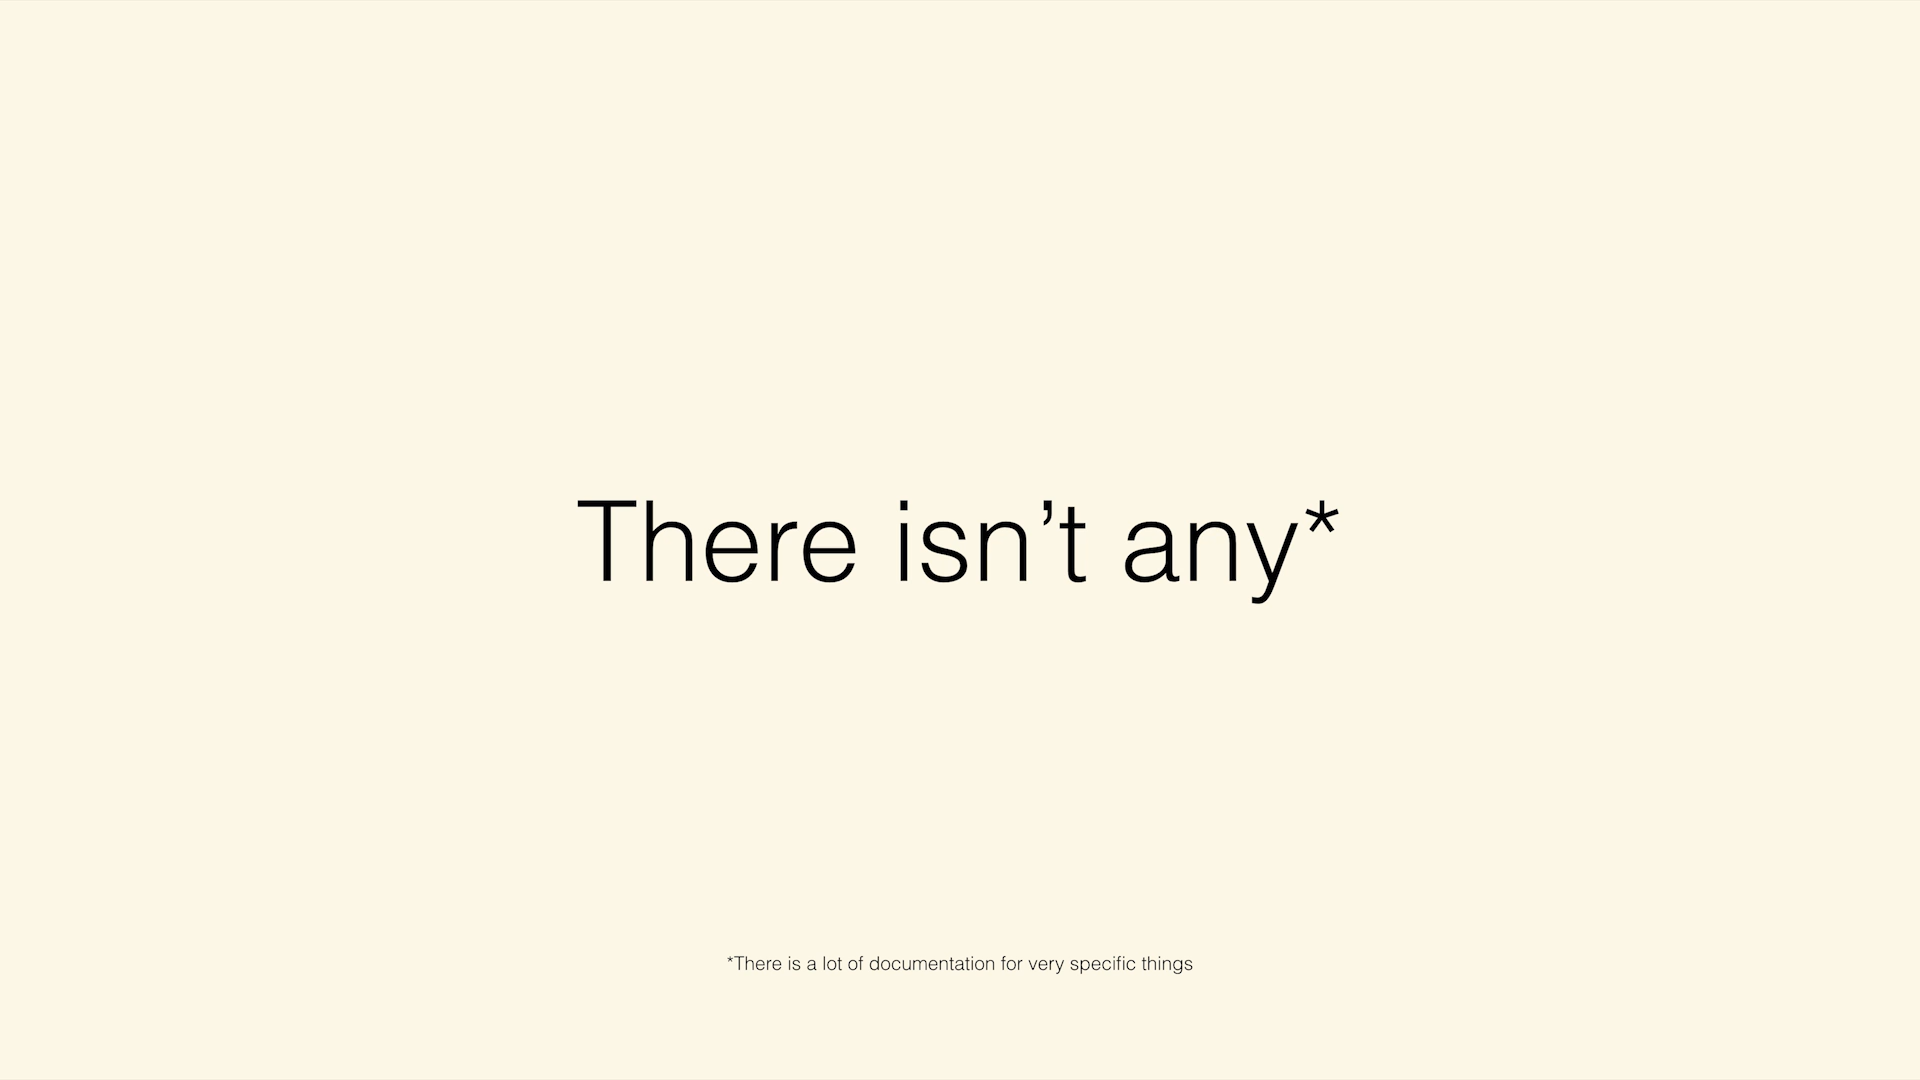 There isn’t any*
*There is a lot of documentation for very specific things